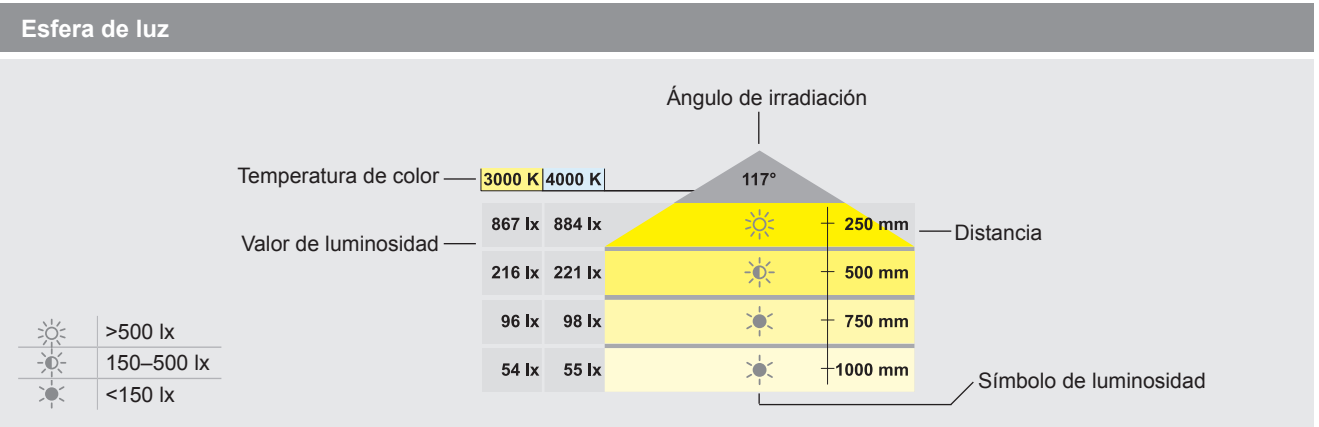 Esfera de luz
Ángulo de irradiación
Temperatura de color
3000 K 4000 K
117°
867 lx 884 lx
250 mm
Valor de luminosidad
Distancia
216 lx 221 lx
500 mm
96 lx 98 lx
750 mm
>500 lx
150–500 lx
<150 lx
54 lx 55 lx
1000 mm
Símbolo de luminosidad